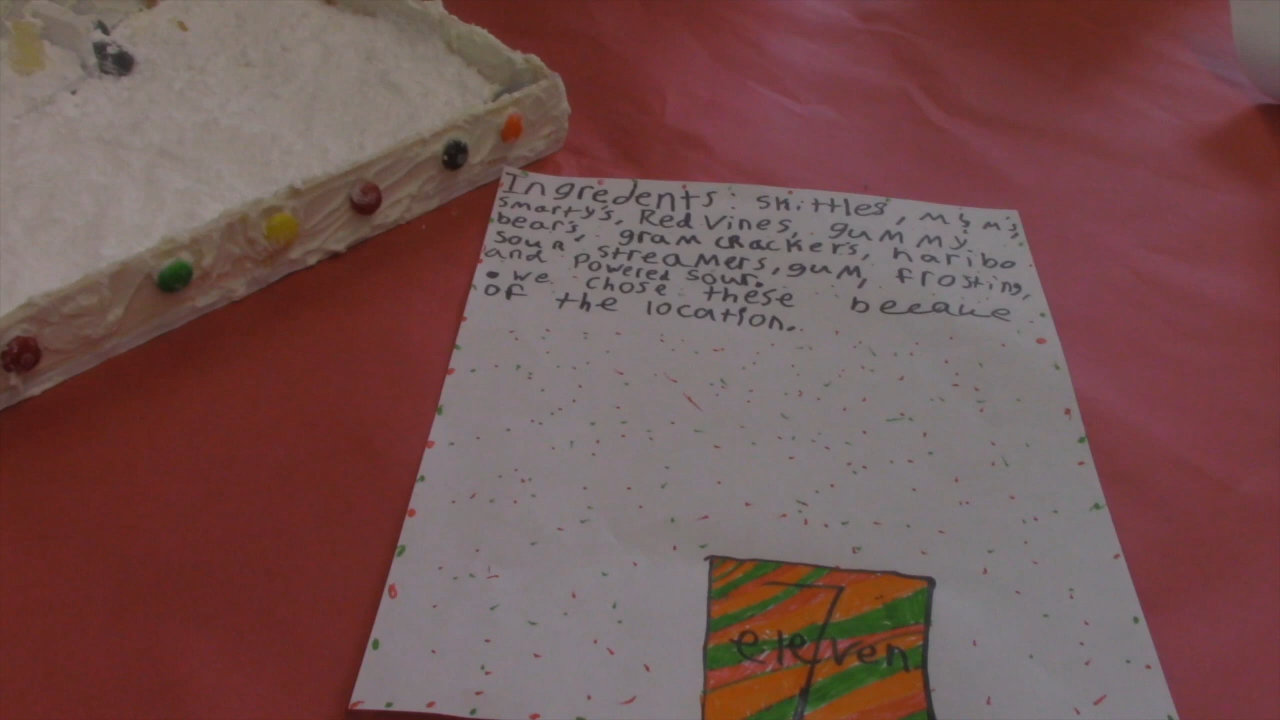 Ingredents: skittles, m&m's,
smarty's, Red Vines, gummy
bears, gram crackers, haribo
sour streamers, gum, frosting,
and powered sour.
• we chose these becaue
of the location.
7
eleven